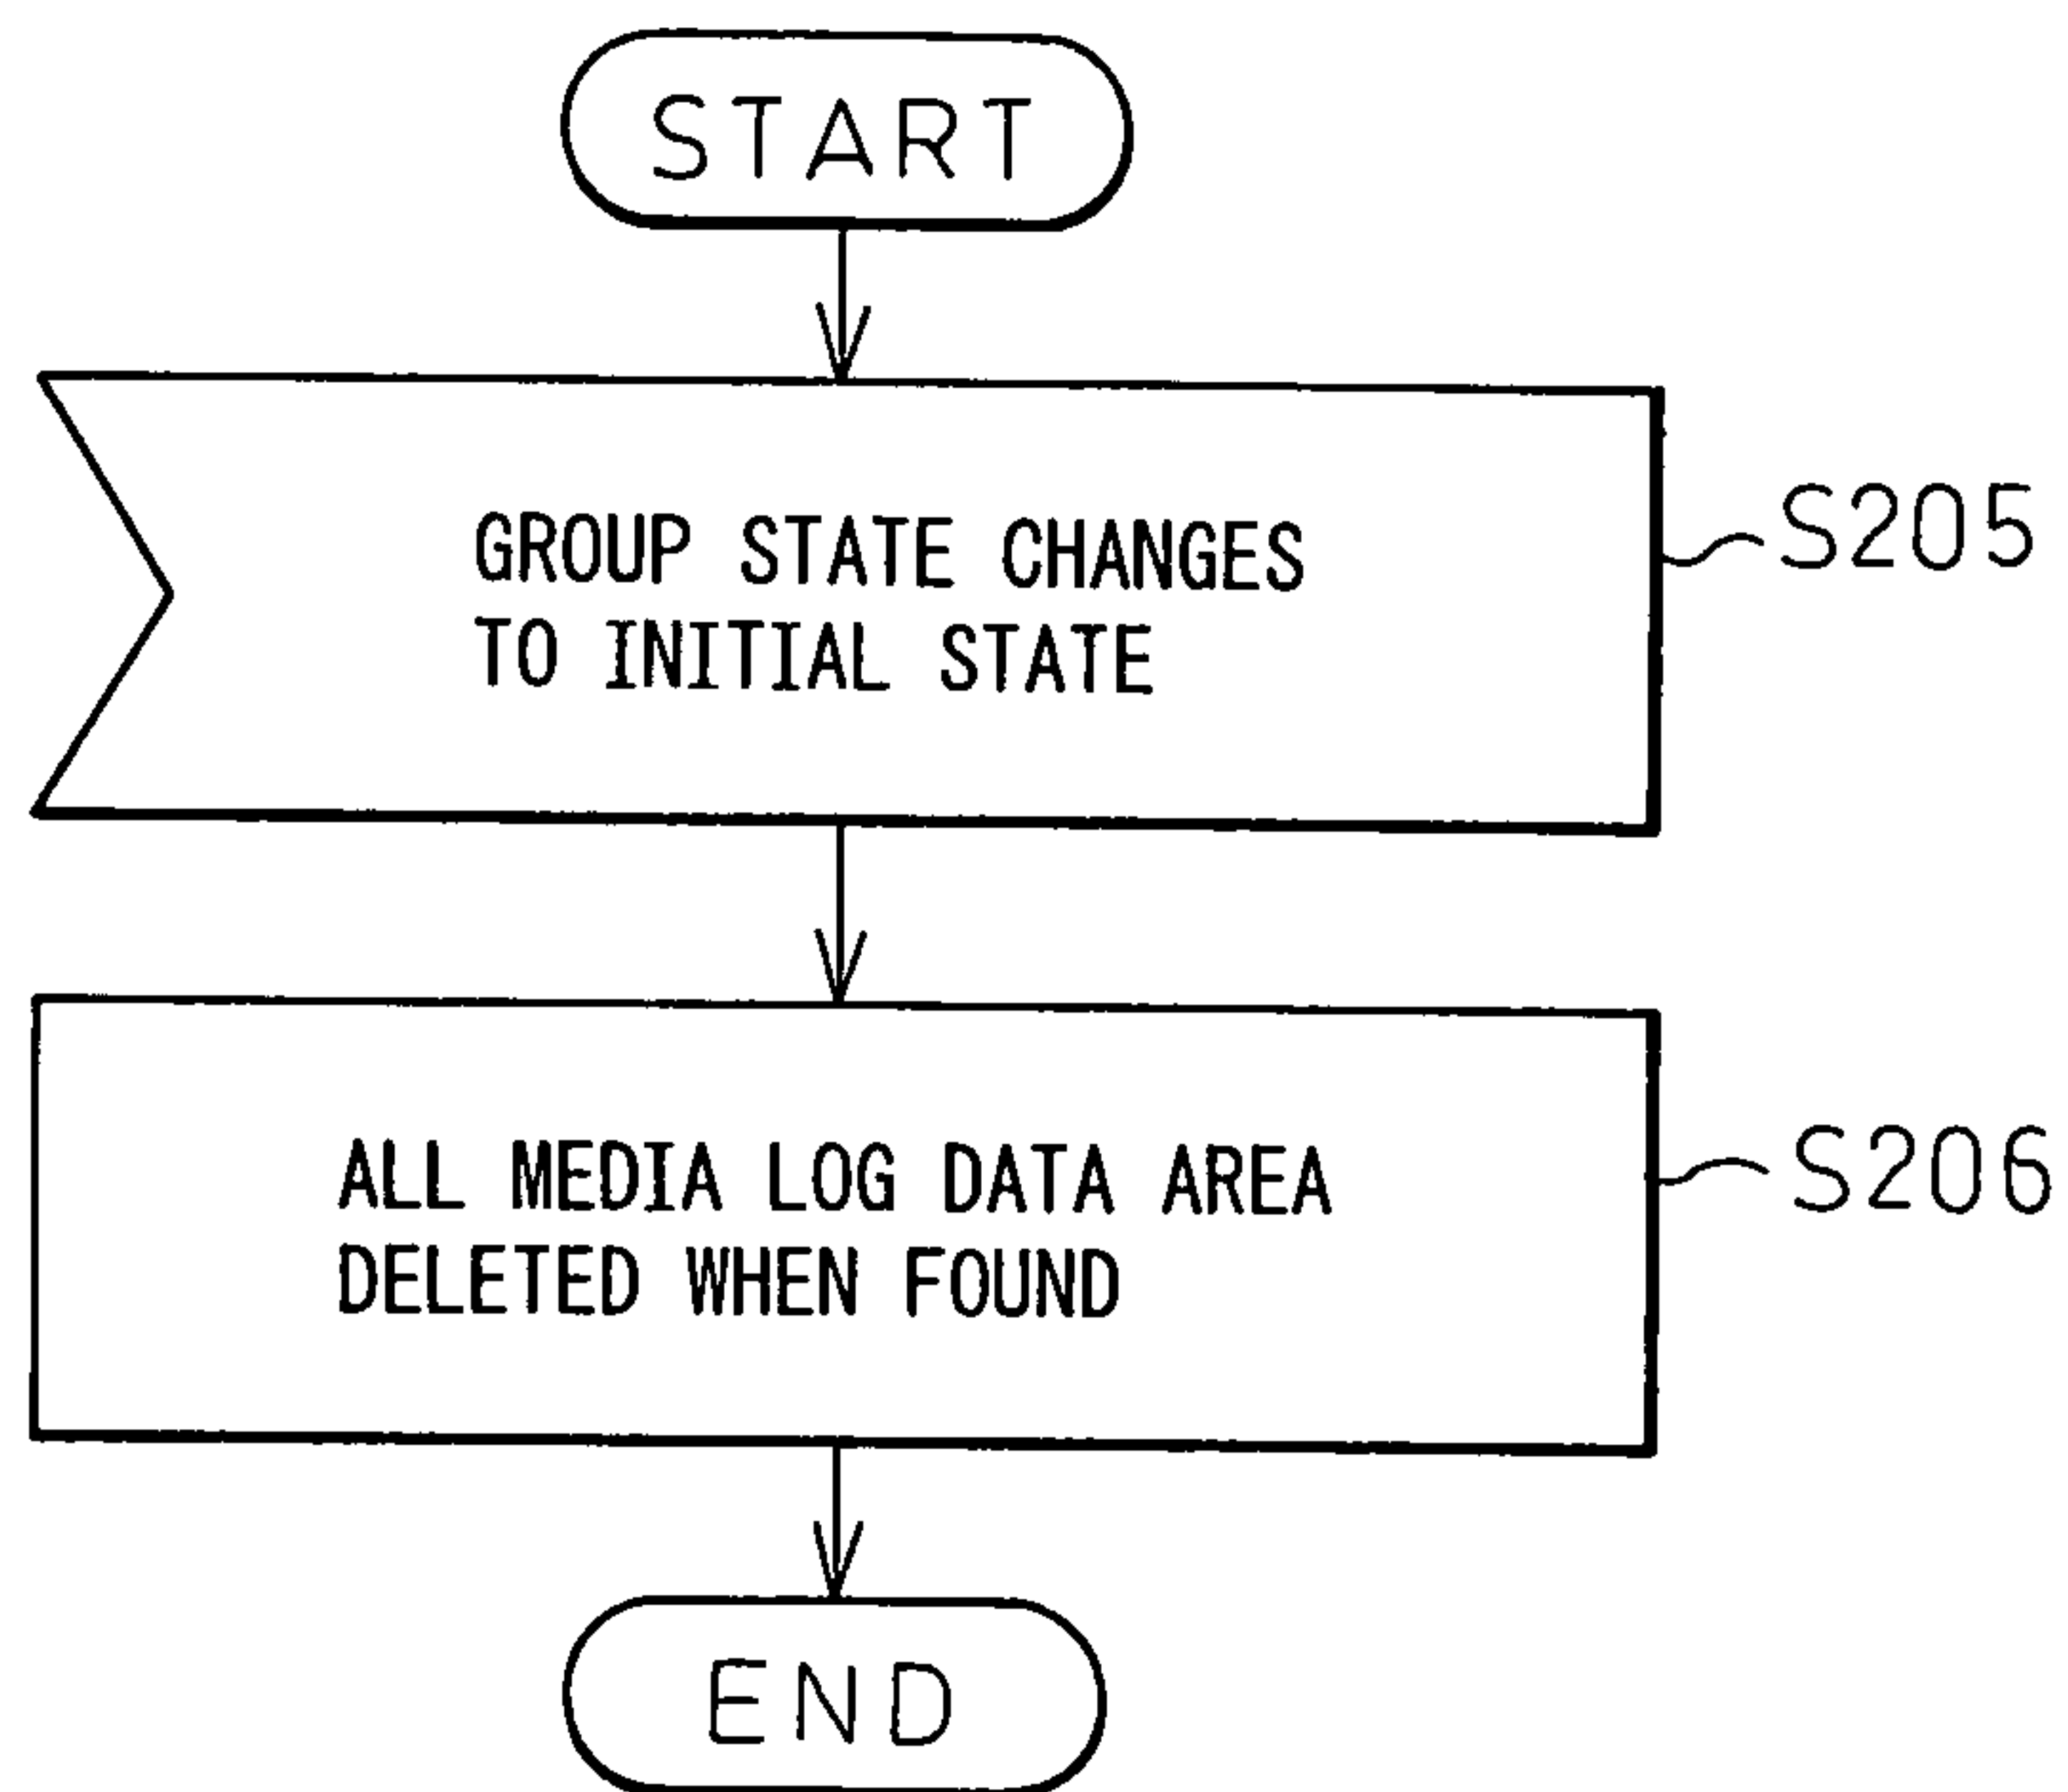 START
GROUP STATE CHANGES
TO INITIAL STATE
S205
ALL MEDIA LOG DATA AREA
DELETED WHEN FOUND
S206
END